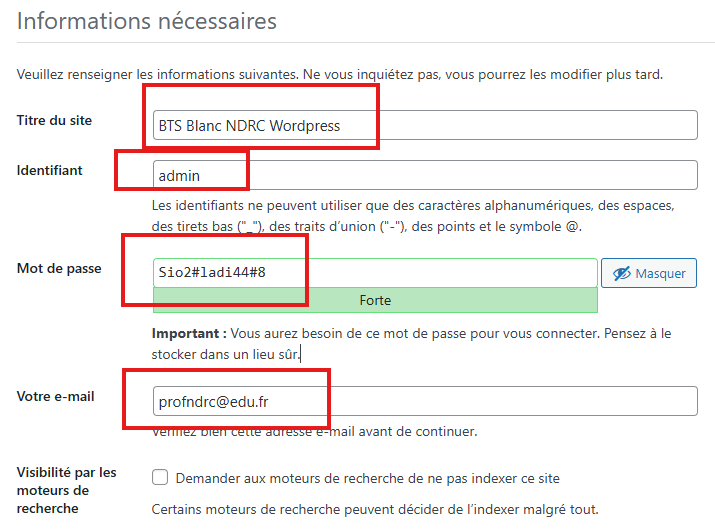 Informations nécessaires
Veuillez renseigner les informations suivantes. Ne vous inquiétez pas, vous pourrez les modifier plus tard.
Titre du site
BTS Blanc NDRC Wordpress
Identifiant
admin
Les identifiants ne peuvent utiliser que des caractères alphanumériques, des espaces,
des tirets bas ("_"), des traits d’union ("-"), des points et le symbole @.
Mot de passe
Sio2#1adi44#8
Masquer
Forte
Important : Vous aurez besoin de ce mot de passe pour vous connecter. Pensez à le
stocker dans un lieu sûr.
Votre e-mail
profndrc@edu.fr
Vérifiez bien cette adresse e-mail avant de continuer.
Visibilité par les
moteurs de
recherche
Demander aux moteurs de recherche de ne pas indexer ce site
Certains moteurs de recherche peuvent décider de l’indexer malgré tout.